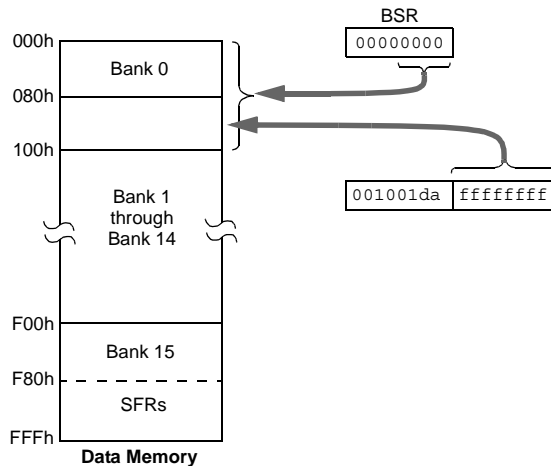 BSR
000h
00000000
Bank 0
080h
100h
001001da ffffffff
Bank 1
through
Bank 14
F00h
Bank 15
F80h
SFRs
FFFh
Data Memory